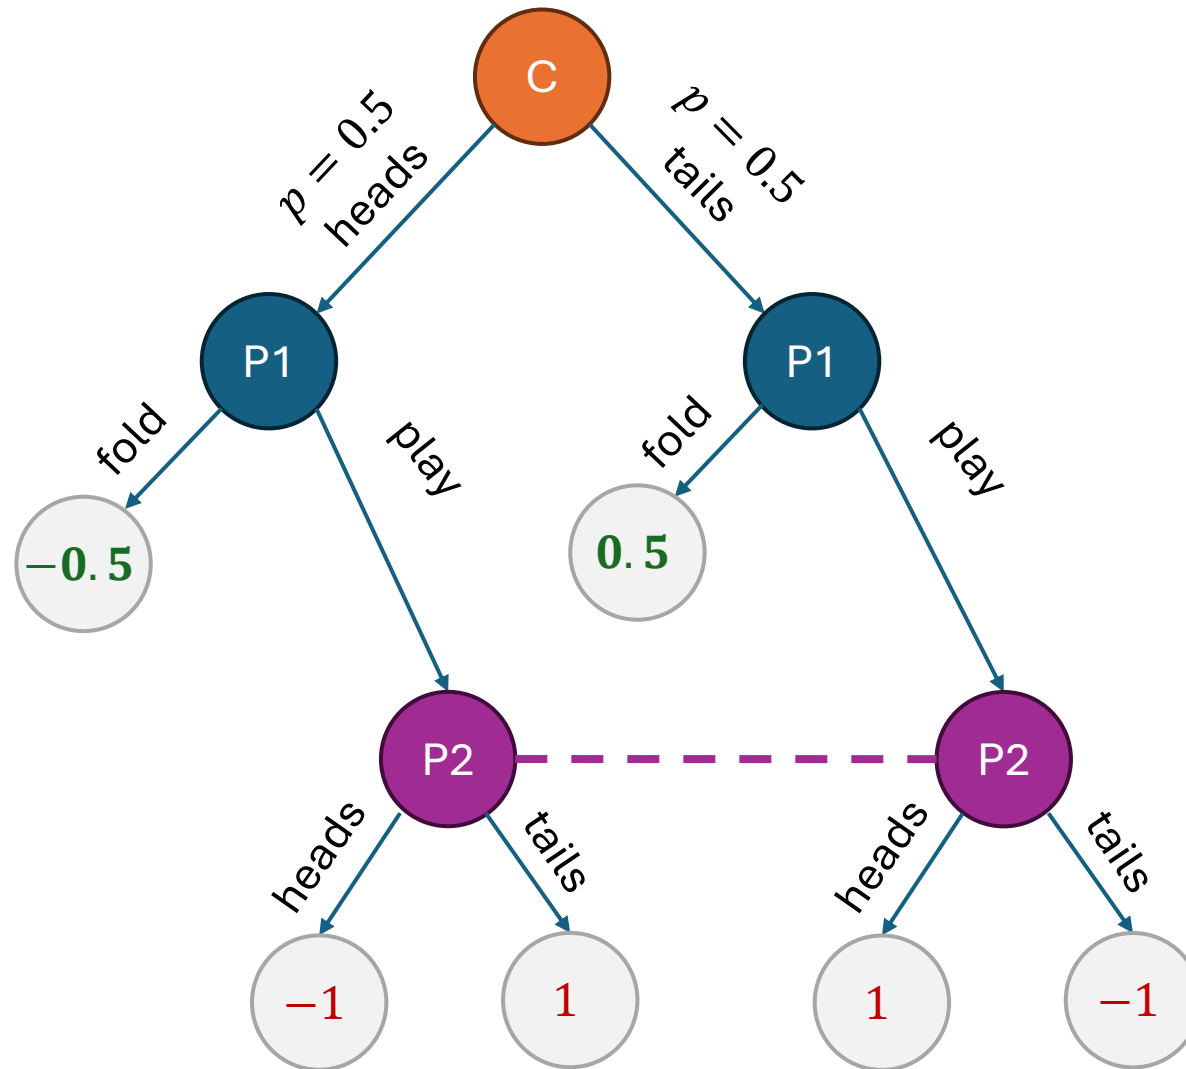 C
p = 0.5
heads
p = 0.5
tails
P1
P1
fold
play
fold
play
−0.5
0.5
P2
P2
heads
tails
heads
tails
−1
1
1
−1